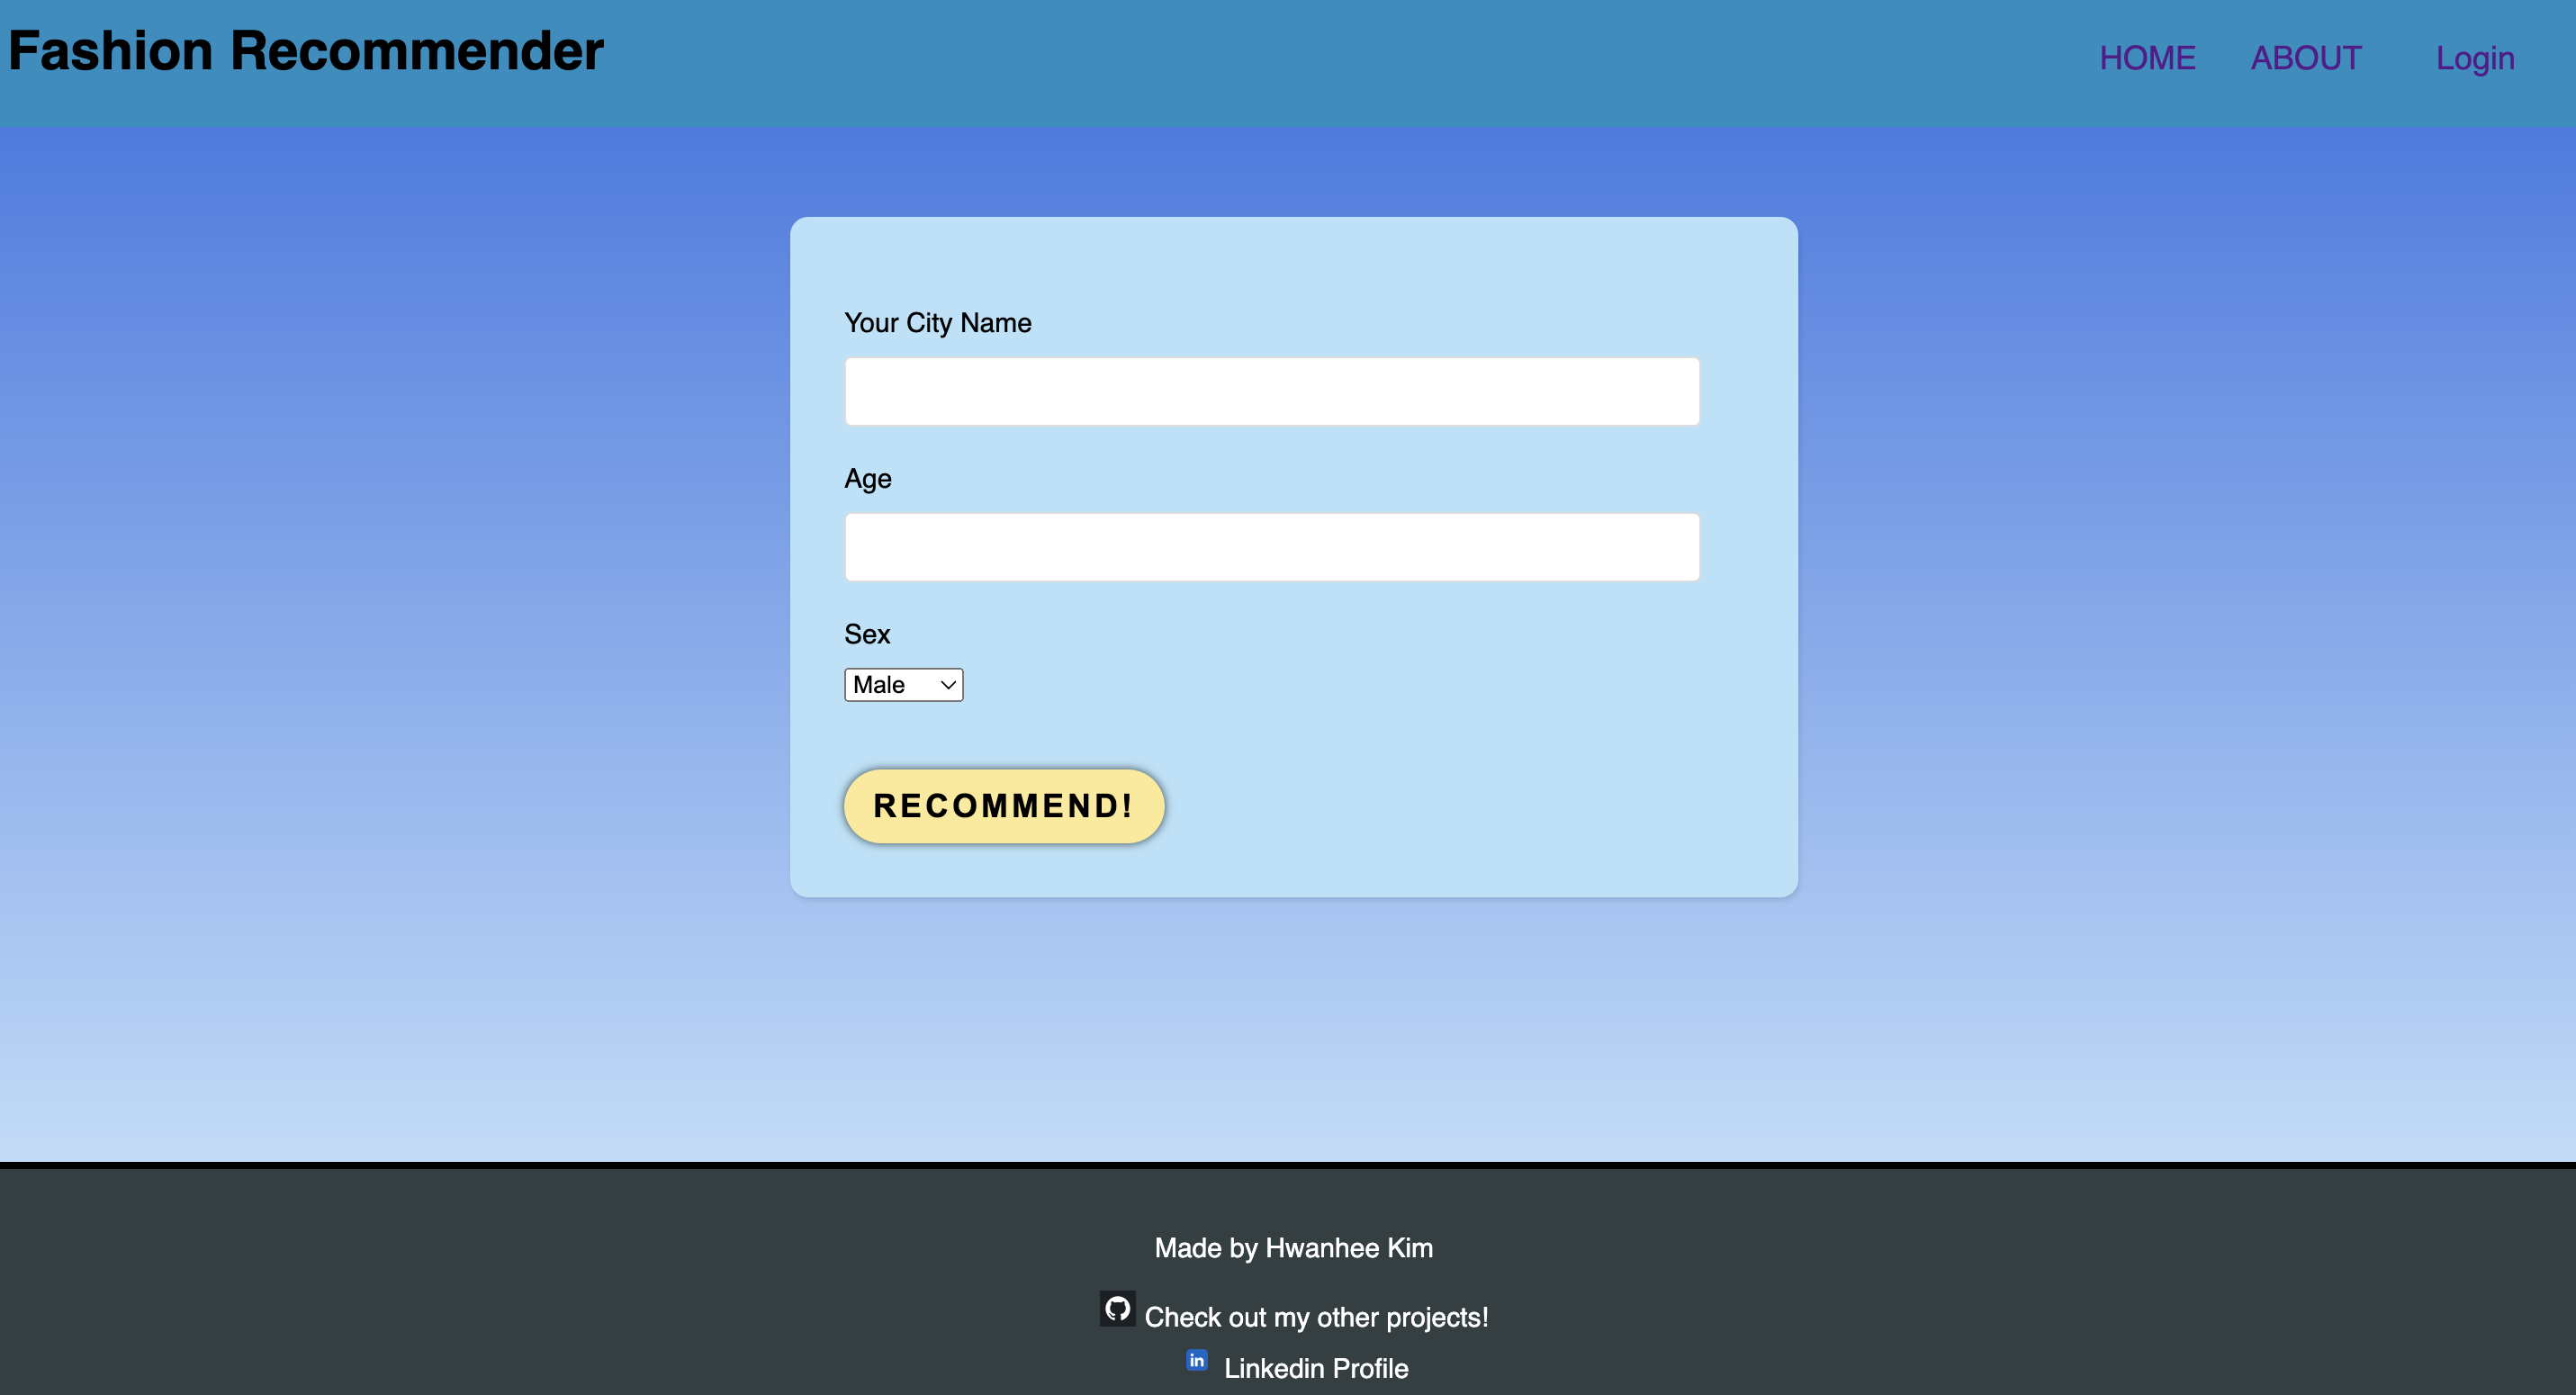 Fashion Recommender
HOME ABOUT Login
Your City Name
Age
Sex
Male
RECOMMEND!
Made by Hwanhee Kim
Check out my other projects!
in Linkedin Profile